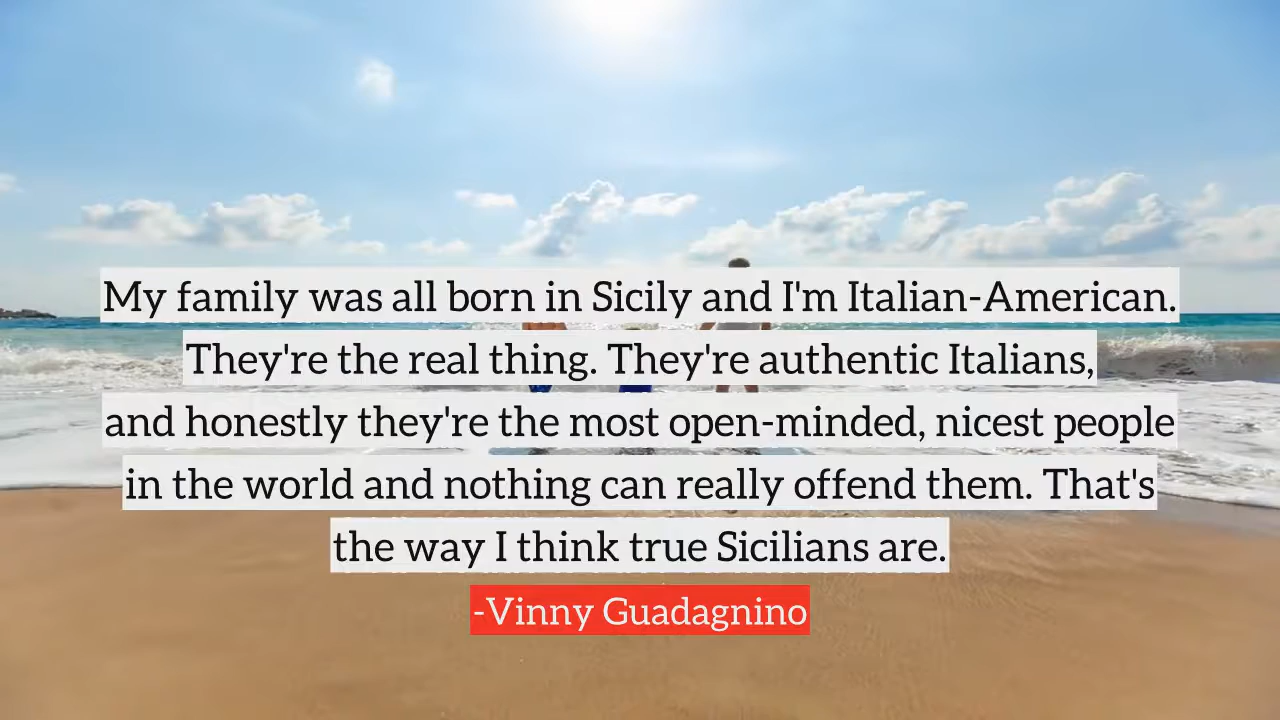 My family was all born in Sicily and I'm Italian-American.
They're the real thing. They're authentic Italians,
and honestly they're the most open-minded, nicest people
in the world and nothing can really offend them. That's
the way I think true Sicilians are.
-Vinny Guadagnino